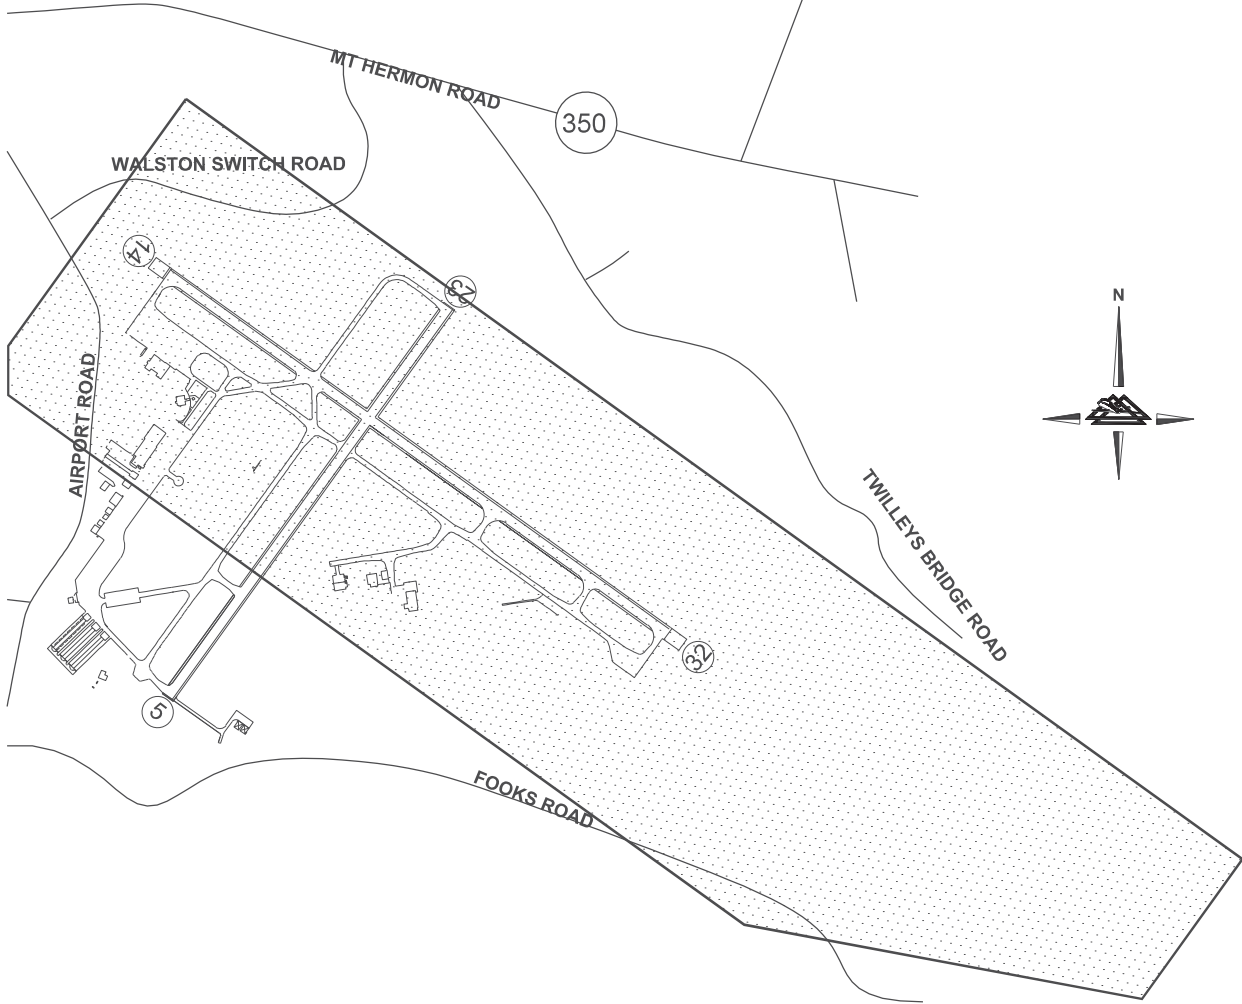 MT HERMON ROAD
350
WALSTON SWITCH ROAD
14
23
N
AIRPORT ROAD
TWILLEYS BRIDGE ROAD
32
5
FOOKS ROAD